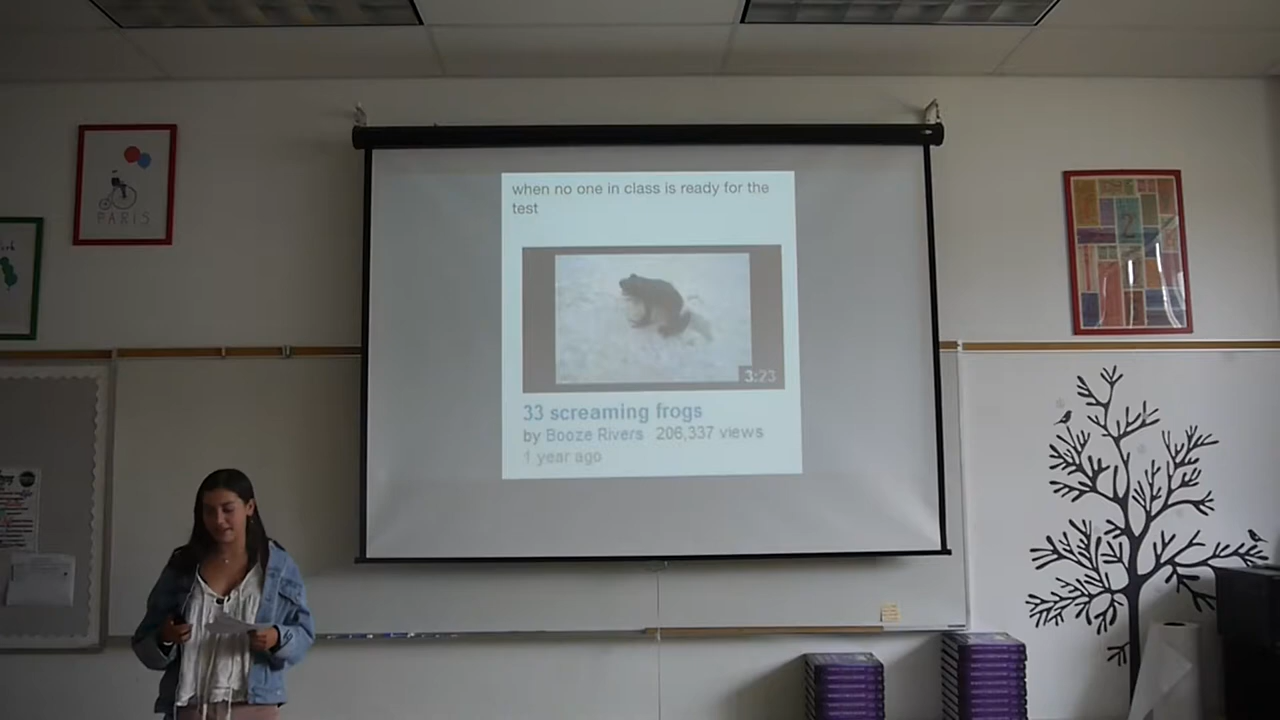 when no one in class is ready for the
test
3:23
33 screaming frogs
by Booze Rivers 206,337 views
1 year ago
PARIS
2